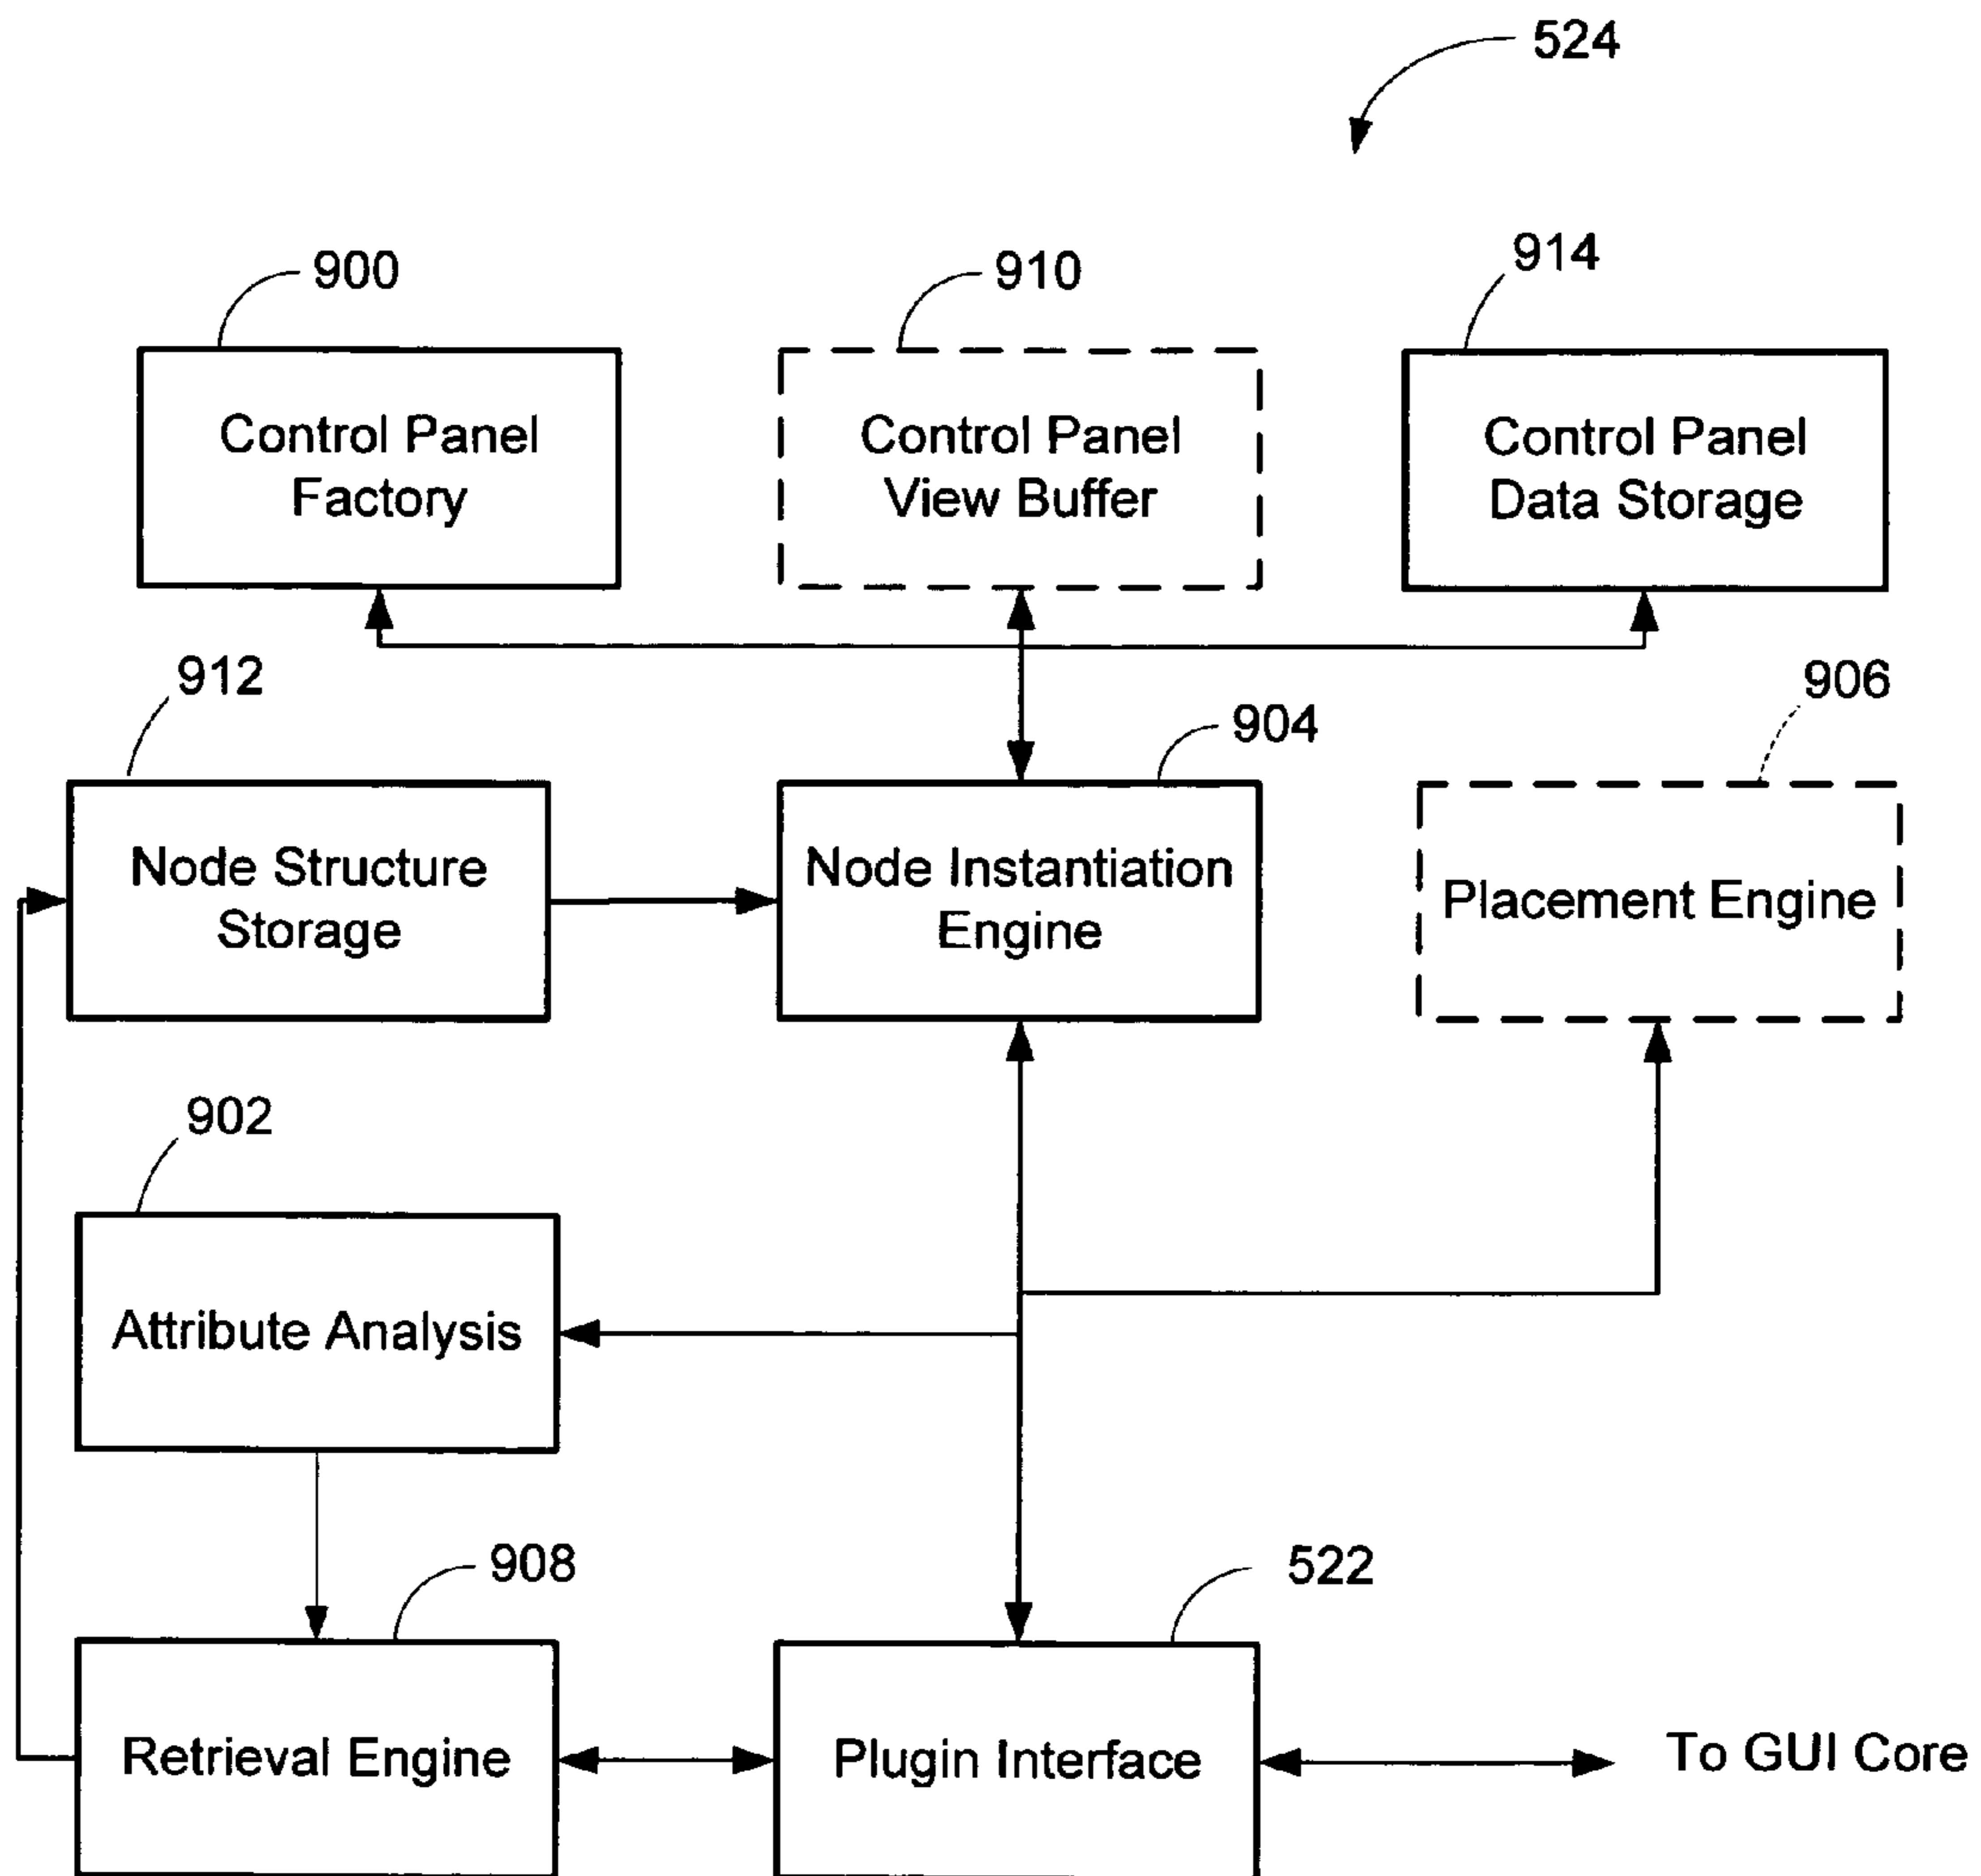 524
900
910
914
Control Panel
Factory
Control Panel
View Buffer
Control Panel
Data Storage
912
904
906
Node Structure
Storage
Node Instantiation
Engine
Placement Engine
902
Attribute Analysis
908
522
Retrieval Engine
Plugin Interface
To GUI Core